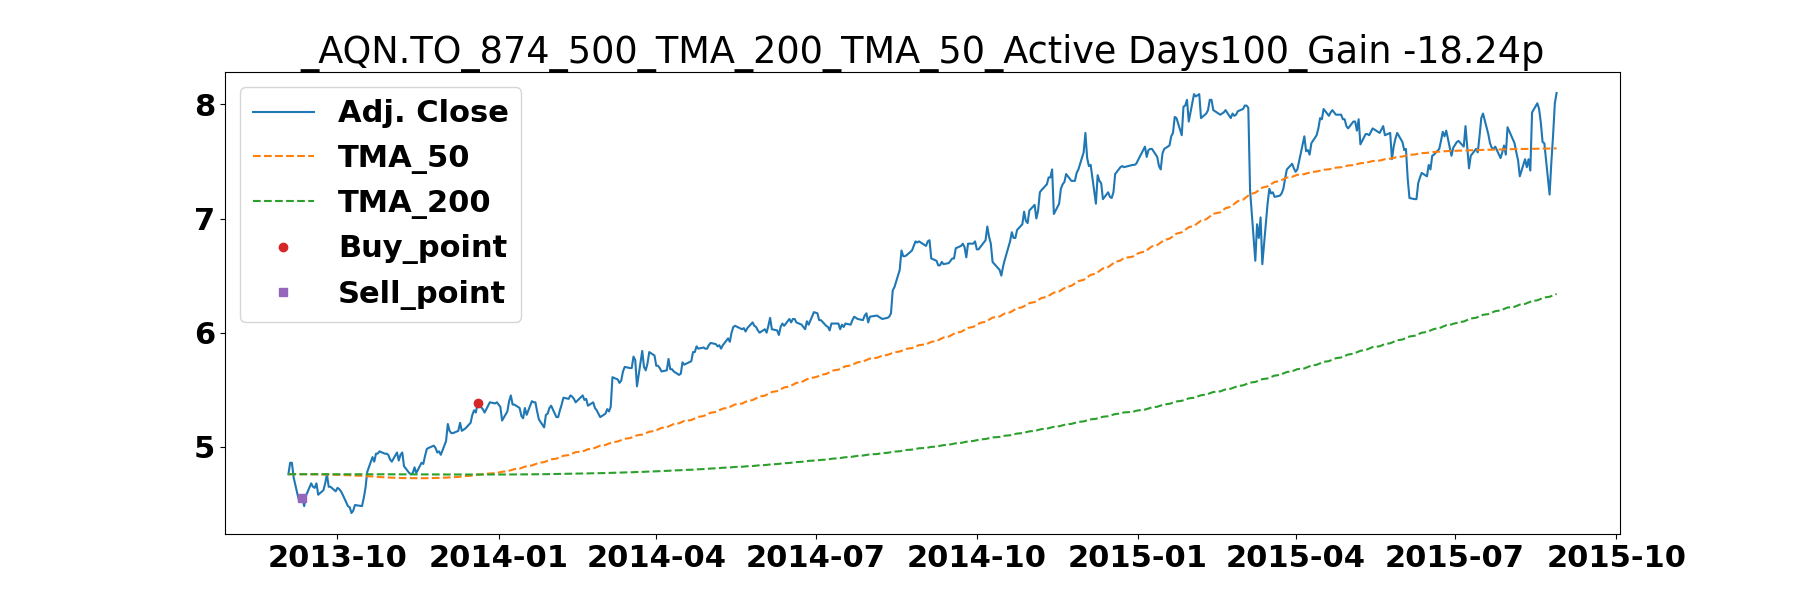 _AQN.TO_874_500_TMA_200_TMA_50_Active Days100_Gain -18.24p
8
7
6
5
Adj. Close
TMA_50
TMA_200
Buy_point
Sell_point
2013-10 2014-01 2014-04 2014-07 2014-10 2015-01 2015-04 2015-07 2015-10